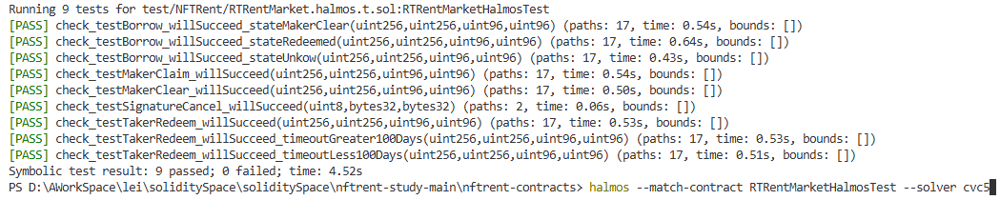 Running 9 tests for test/NFTRent/RTRentMarket.halmos.t.sol:RTRentMarketHalmosTest
[PASS] check_testBorrow_willSucceed_stateMakerClear(uint256,uint256,uint96,uint96) (paths: 17, time: 0.54s, bounds: [])
[PASS] check_testBorrow_willSucceed_stateRedeemed(uint256,uint256,uint96,uint96) (paths: 17, time: 0.64s, bounds: [])
[PASS] check_testBorrow_willSucceed_stateUnkow(uint256,uint256,uint96,uint96) (paths: 17, time: 0.43s, bounds: [])
[PASS] check_testMakerClaim_willSucceed(uint256,uint256,uint96,uint96) (paths: 17, time: 0.54s, bounds: [])
[PASS] check_testMakerClear_willSucceed(uint256,uint256,uint96,uint96) (paths: 17, time: 0.50s, bounds: [])
[PASS] check_testSignatureCancel_willSucceed(uint8,bytes32,bytes32) (paths: 2, time: 0.06s, bounds: [])
[PASS] check_testTakerRedeem_willSucceed(uint256,uint256,uint96,uint96) (paths: 17, time: 0.53s, bounds: [])
[PASS] check_testTakerRedeem_willSucceed_timeoutGreater100Days(uint256,uint256,uint96,uint96) (paths: 17, time: 0.53s, bounds: [])
[PASS] check_testTakerRedeem_willSucceed_timeoutLess100Days(uint256,uint256,uint96,uint96) (paths: 17, time: 0.51s, bounds: [])
Symbolic test result: 9 passed; 0 failed; time: 4.52s
PS D:\AWorkSpace\lei\soliditySpace\soliditySpace\nftrent-study-main\nftrent-contracts> halmos --match-contract RTRentMarketHalmosTest --solver cvc5